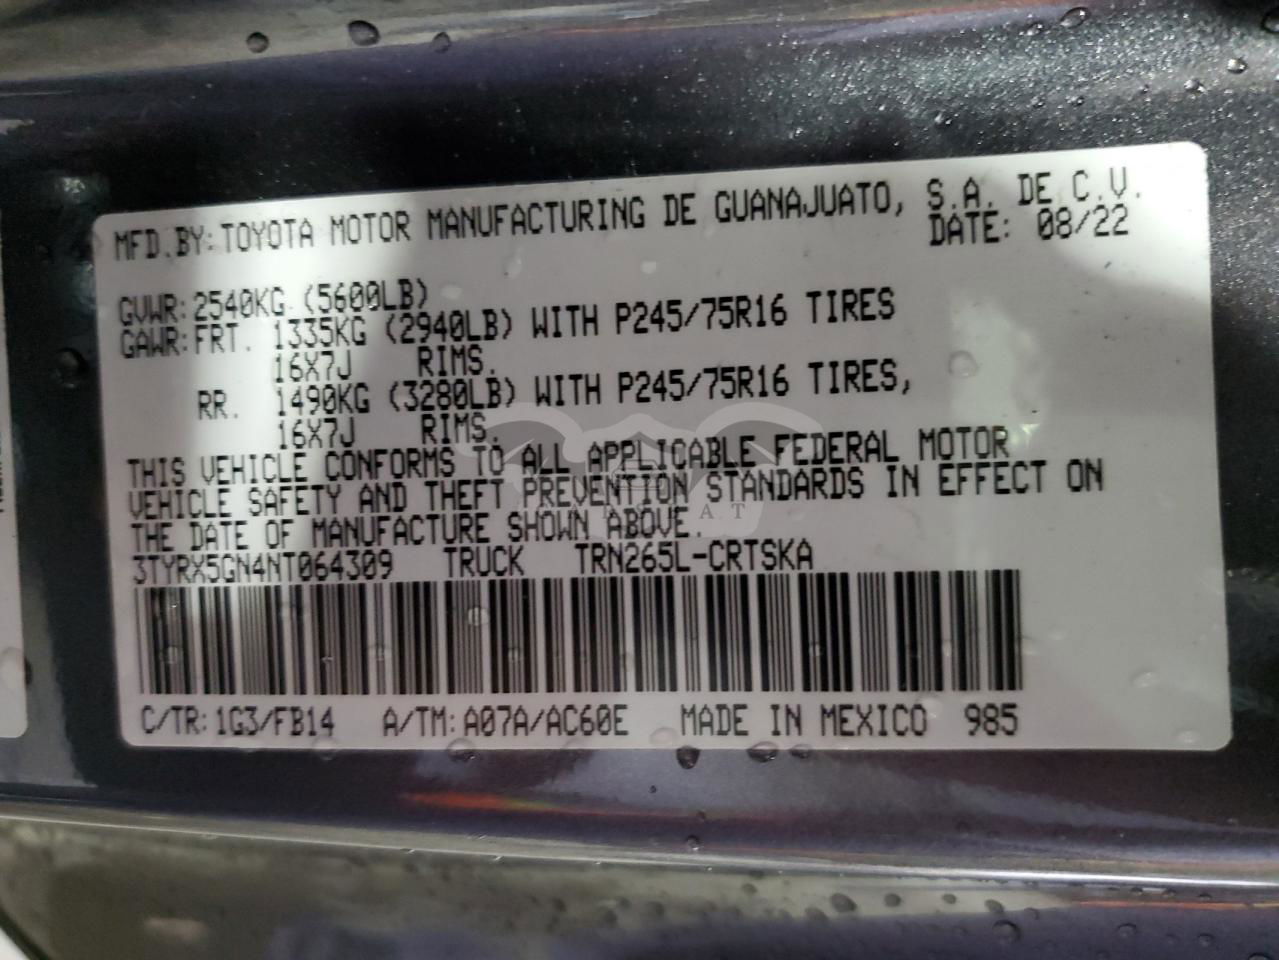 MFD.BY:TOYOTA MOTOR MANUFACTURING DE GUANAJUATO, S.A. DE C.V.
DATE: 08/22
GVWR:2540KG (5600LB)
GAWR:FRT. 1335KG (2940LB) WITH P245/75R16 TIRES
16X7J RIMS.
RR. 1490KG (3280LB) WITH P245/75R16 TIRES,
16X7J RIMS.
THIS VEHICLE CONFORMS TO ALL APPLICABLE FEDERAL MOTOR
VEHICLE SAFETY AND THEFT PREVENTION STANDARDS IN EFFECT ON
THE DATE OF MANUFACTURE SHOWN ABOVE.
3TYRX5GN4NT064309 TRUCK TRN265L-CRTSKA
C/TR:1G3/FB14 A/TM:A07A/AC60E MADE IN MEXICO 985